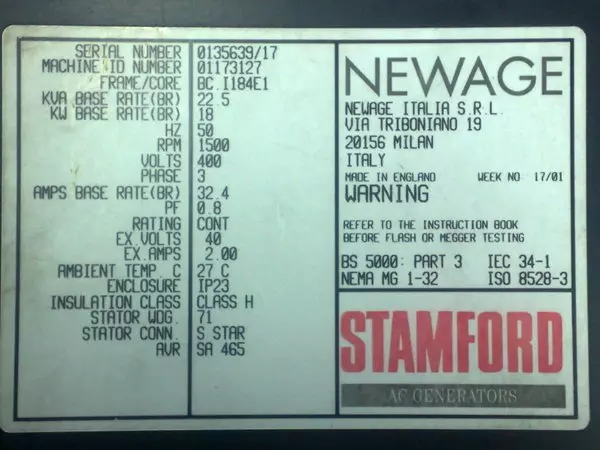 SERIAL NUMBER 0135639/17
MACHINE ID NUMBER 01173127
FRAME/CORE BC.I184E1
KVA BASE RATE(BR) 22.5
KW BASE RATE(BR) 18
HZ 50
RPM 1500
VOLTS 400
PHASE 3
AMPS BASE RATE(BR) 32.4
PF 0.8
RATING CONT
EX.VOLTS 40
EX.AMPS 2.00
AMBIENT TEMP. C 27 C
ENCLOSURE IP23
INSULATION CLASS CLASS H
STATOR WDG. 71
STATOR CONN. S STAR
AVR SA 465
NEWAGE
NEWAGE ITALIA S.R.L.
VIA TRIBONIANO 19
20156 MILAN
ITALY
MADE IN ENGLAND WEEK NO 17/01
WARNING
REFER TO THE INSTRUCTION BOOK
BEFORE FLASH OR MEGGER TESTING
BS 5000: PART 3 IEC 34-1
NEMA MG 1-32 ISO 8528-3
STAMFORD
AC GENERATORS